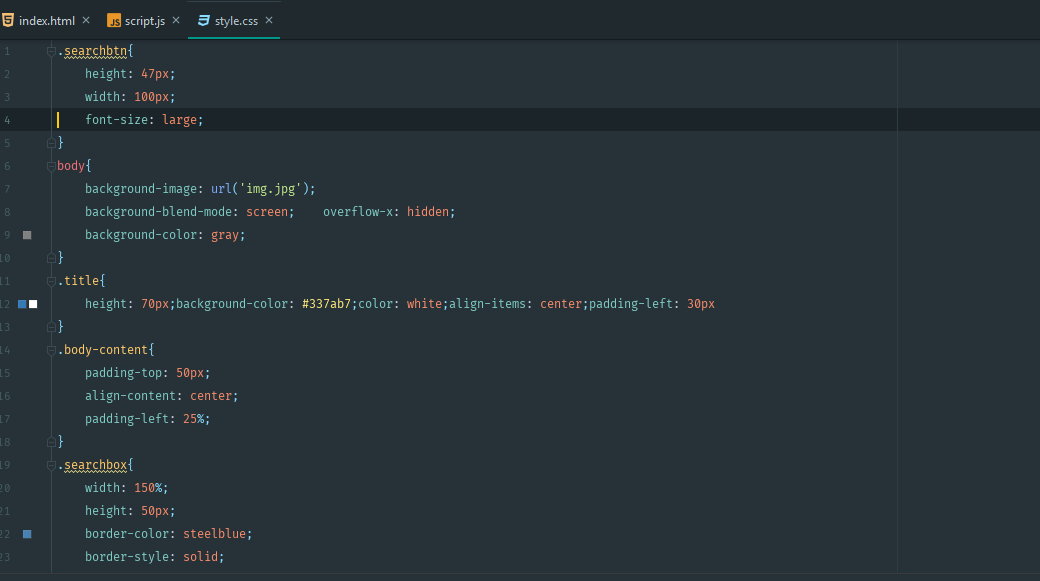 index.html × script.js × style.css ×
1 .searchbtn{
2 height: 47px;
3 width: 100px;
4 font-size: large;
5 }
6 body{
7 background-image: url('img.jpg');
8 background-blend-mode: screen; overflow-x: hidden;
9 background-color: gray;
10 }
11 .title{
12 height: 70px;background-color: #337ab7;color: white;align-items: center;padding-left: 30px
13 }
14 .body-content{
15 padding-top: 50px;
16 align-content: center;
17 padding-left: 25%;
18 }
19 .searchbox{
20 width: 150%;
21 height: 50px;
22 border-color: steelblue;
23 border-style: solid;